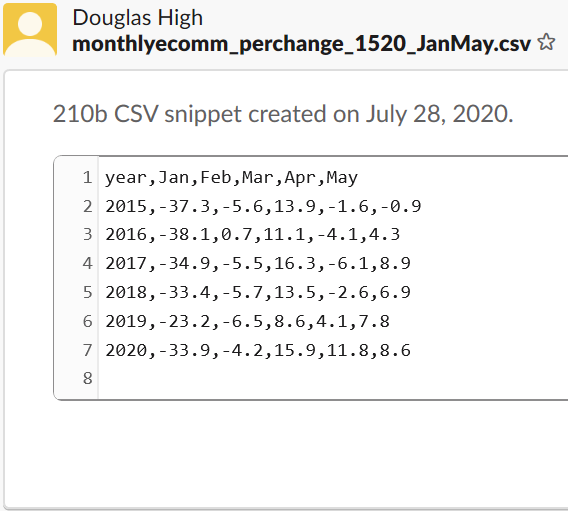 Douglas High
monthlyecomm_perchange_1520_JanMay.csv
210b CSV snippet created on July 28, 2020.
1 year,Jan,Feb,Mar,Apr,May
2 2015,-37.3,-5.6,13.9,-1.6,-0.9
3 2016,-38.1,0.7,11.1,-4.1,4.3
4 2017,-34.9,-5.5,16.3,-6.1,8.9
5 2018,-33.4,-5.7,13.5,-2.6,6.9
6 2019,-23.2,-6.5,8.6,4.1,7.8
7 2020,-33.9,-4.2,15.9,11.8,8.6
8